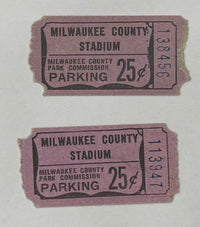 MILWAUKEE COUNTY
STADIUM
MILWAUKEE COUNTY
PARK COMMISSION
PARKING 25¢
138456
MILWAUKEE COUNTY
STADIUM
MILWAUKEE COUNTY
PARK COMMISSION
PARKING 25¢
113947